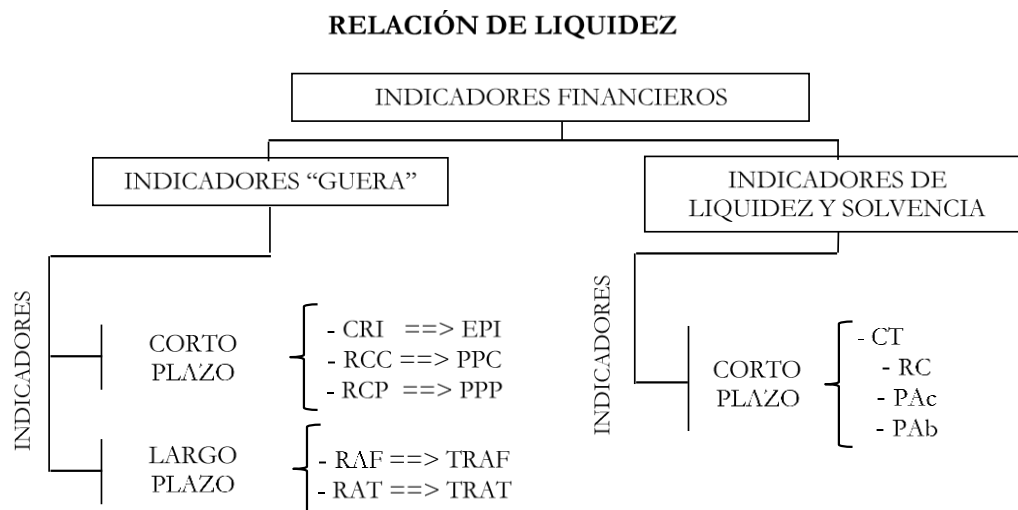 RELACIÓN DE LIQUIDEZ
INDICADORES FINANCIEROS
INDICADORES “GUERA”
INDICADORES DE
LIQUIDEZ Y SOLVENCIA
INDICADORES
CORTO
PLAZO
- CRI ==> EPI
- RCC ==> PPC
- RCP ==> PPP
LARGO
PLAZO
- RAF ==> TRAF
- RAT ==> TRAT
INDICADORES
CORTO
PLAZO
- CT
- RC
- PAc
- PAb